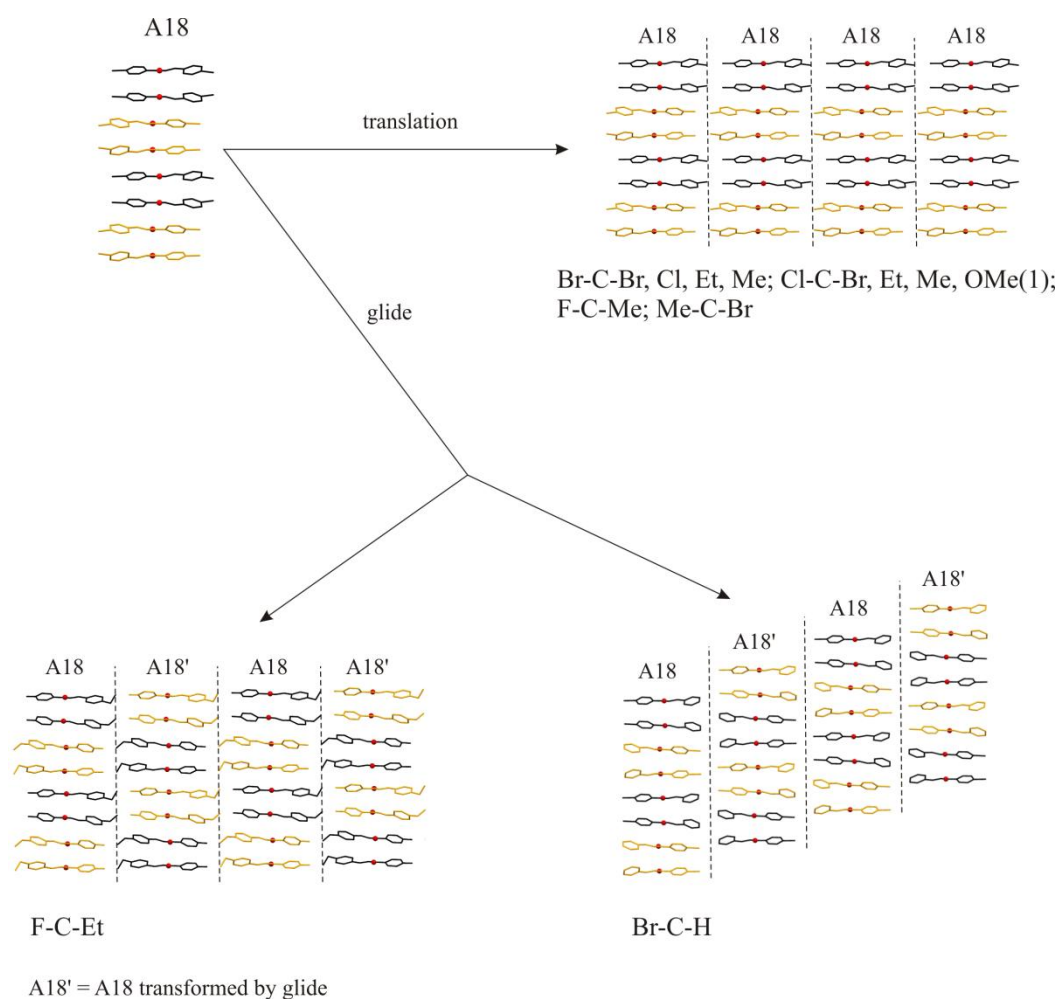 A18
A18 A18 A18 A18
translation
Br-C-Br, Cl, Et, Me; Cl-C-Br, Et, Me, OMe(1);
F-C-Me; Me-C-Br
glide
A18 A18' A18 A18'
A18 A18' A18 A18'
F-C-Et
Br-C-H
A18' = A18 transformed by glide